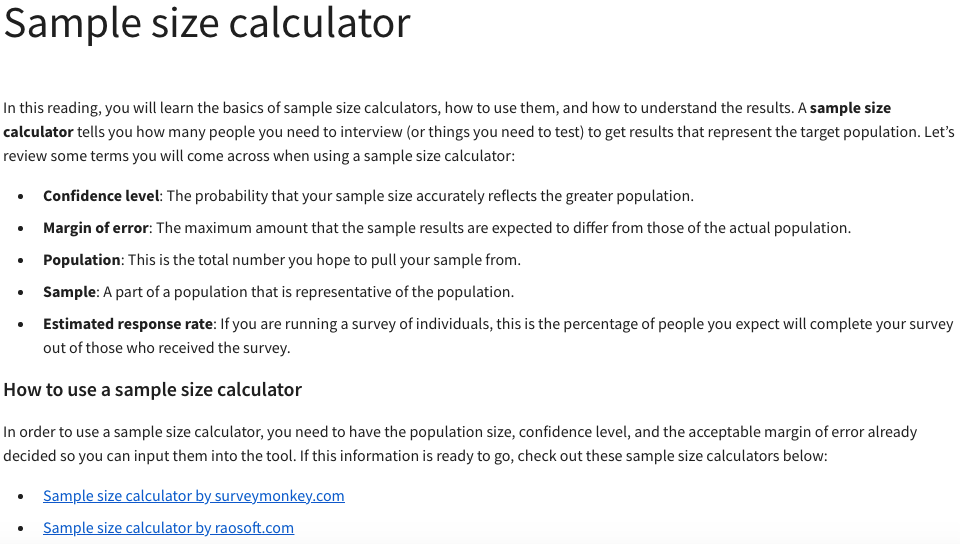 Sample size calculator
In this reading, you will learn the basics of sample size calculators, how to use them, and how to understand the results. A sample size
calculator tells you how many people you need to interview (or things you need to test) to get results that represent the target population. Let’s
review some terms you will come across when using a sample size calculator:
• Confidence level: The probability that your sample size accurately reflects the greater population.
• Margin of error: The maximum amount that the sample results are expected to differ from those of the actual population.
• Population: This is the total number you hope to pull your sample from.
• Sample: A part of a population that is representative of the population.
• Estimated response rate: If you are running a survey of individuals, this is the percentage of people you expect will complete your survey
out of those who received the survey.
How to use a sample size calculator
In order to use a sample size calculator, you need to have the population size, confidence level, and the acceptable margin of error already
decided so you can input them into the tool. If this information is ready to go, check out these sample size calculators below:
• Sample size calculator by surveymonkey.com
• Sample size calculator by raosoft.com